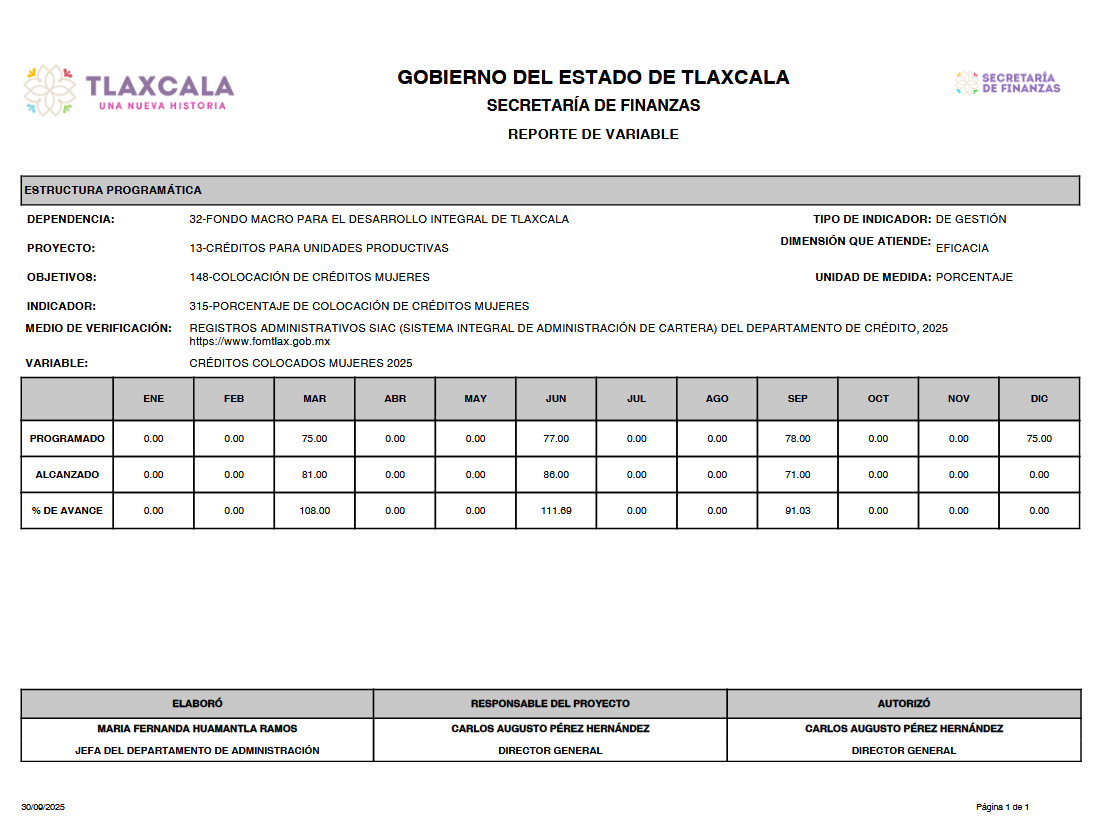 TLAXCALA
UNA NUEVA HISTORIA
GOBIERNO DEL ESTADO DE TLAXCALA
SECRETARÍA DE FINANZAS
REPORTE DE VARIABLE
SECRETARÍA
DE FINANZAS
ESTRUCTURA PROGRAMÁTICA
DEPENDENCIA: 32-FONDO MACRO PARA EL DESARROLLO INTEGRAL DE TLAXCALA TIPO DE INDICADOR: DE GESTIÓN
PROYECTO: 13-CRÉDITOS PARA UNIDADES PRODUCTIVAS DIMENSIÓN QUE ATIENDE: EFICACIA
OBJETIVOS: 148-COLOCACIÓN DE CRÉDITOS MUJERES UNIDAD DE MEDIDA: PORCENTAJE
INDICADOR: 315-PORCENTAJE DE COLOCACIÓN DE CRÉDITOS MUJERES
MEDIO DE VERIFICACIÓN: REGISTROS ADMINISTRATIVOS SIAC (SISTEMA INTEGRAL DE ADMINISTRACIÓN DE CARTERA) DEL DEPARTAMENTO DE CRÉDITO, 2025
https://www.fomtlax.gob.mx
VARIABLE: CRÉDITOS COLOCADOS MUJERES 2025
ENE FEB MAR ABR MAY JUN JUL AGO SEP OCT NOV DIC
PROGRAMADO 0.00 0.00 75.00 0.00 0.00 77.00 0.00 0.00 78.00 0.00 0.00 75.00
ALCANZADO 0.00 0.00 81.00 0.00 0.00 86.00 0.00 0.00 71.00 0.00 0.00 0.00
% DE AVANCE 0.00 0.00 108.00 0.00 0.00 111.69 0.00 0.00 91.03 0.00 0.00 0.00
ELABORÓ RESPONSABLE DEL PROYECTO AUTORIZÓ
MARIA FERNANDA HUAMANTLA RAMOS CARLOS AUGUSTO PÉREZ HERNÁNDEZ CARLOS AUGUSTO PÉREZ HERNÁNDEZ
JEFA DEL DEPARTAMENTO DE ADMINISTRACIÓN DIRECTOR GENERAL DIRECTOR GENERAL
30/09/2025 Página 1 de 1